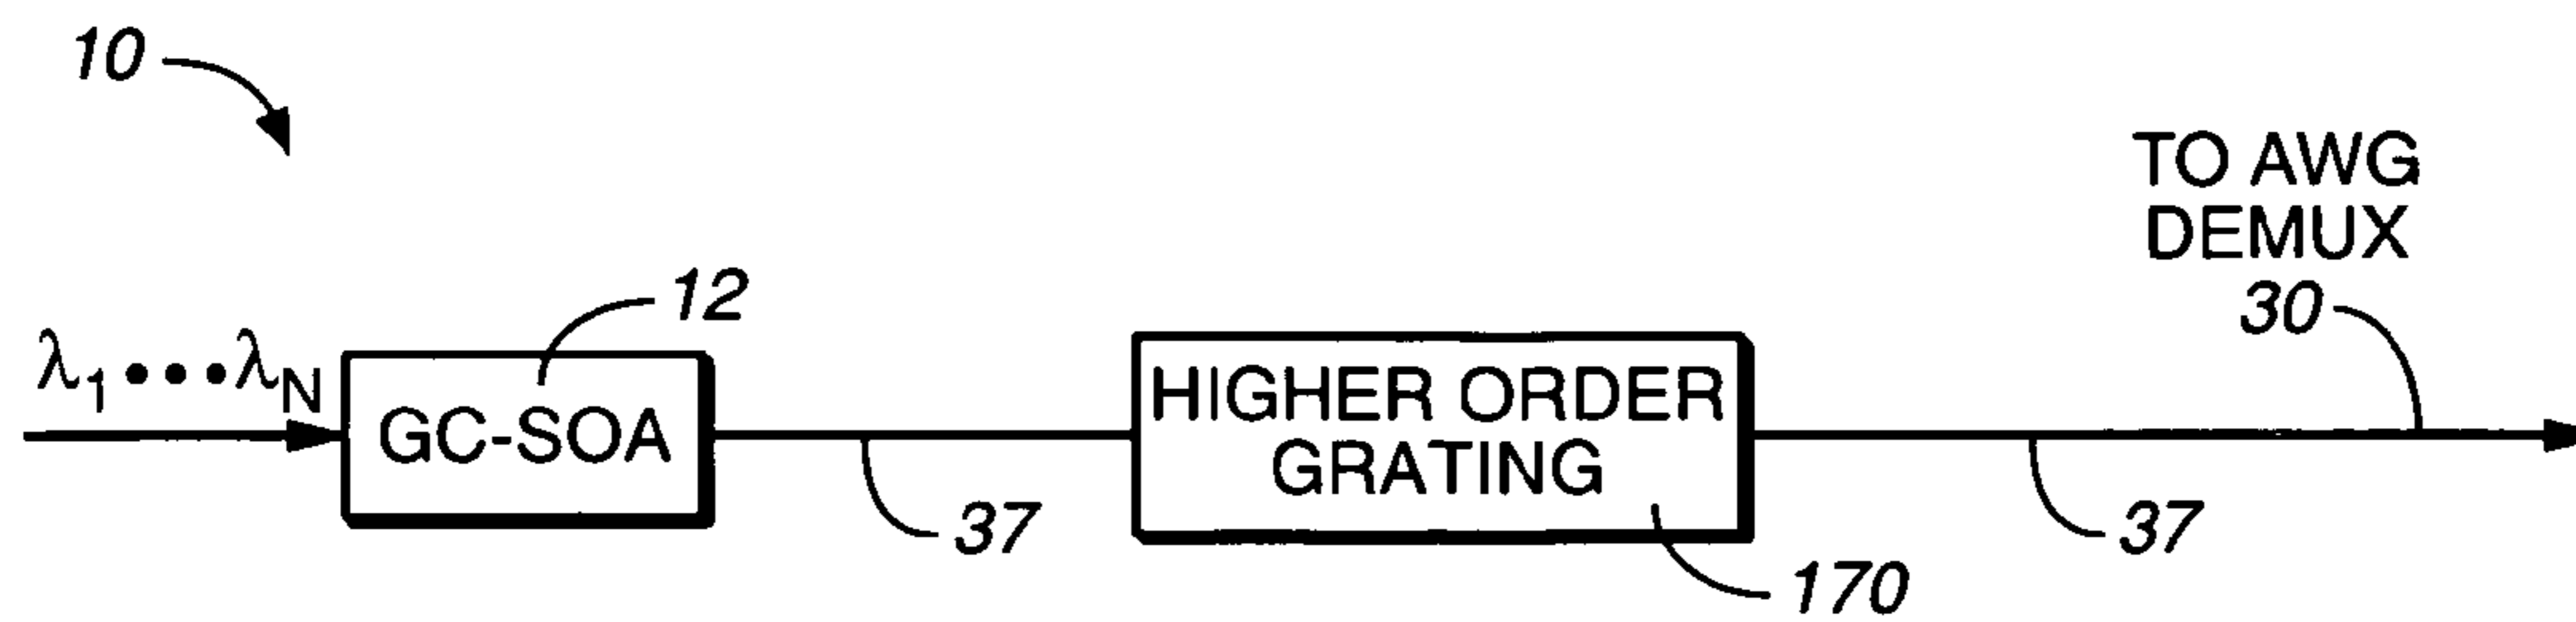 10
TO AWG
DEMUX
30
12
λ1•••λN
GC-SOA
HIGHER ORDER
GRATING
37
37
170